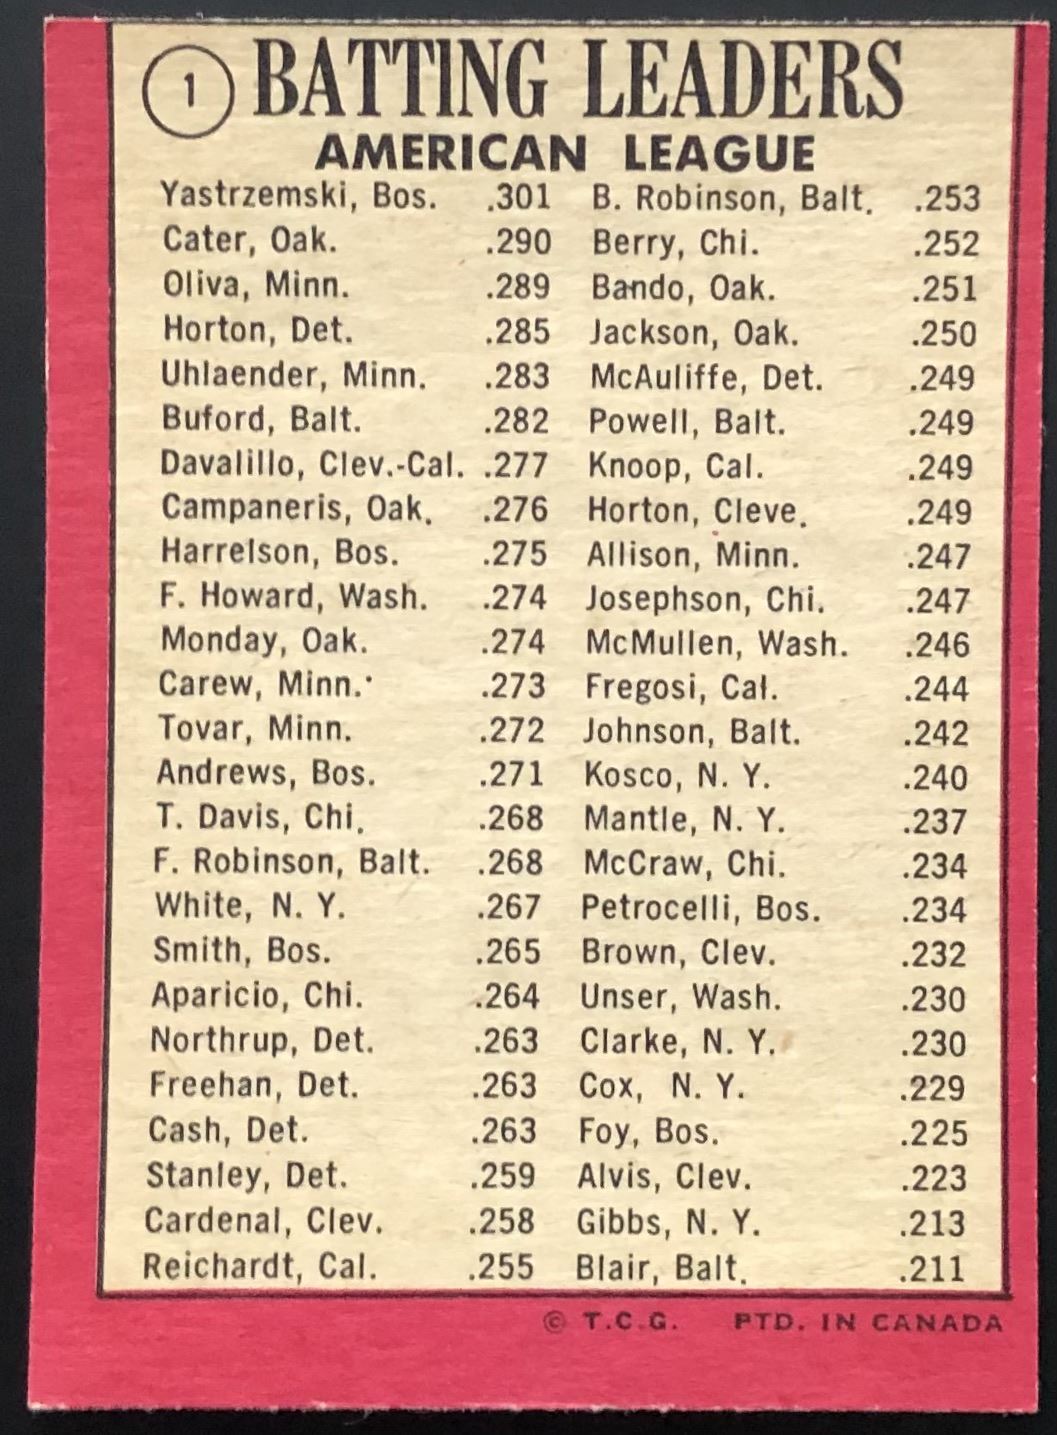 1 BATTING LEADERS
AMERICAN LEAGUE
Yastrzemski, Bos. .301
Cater, Oak. .290
Oliva, Minn. .289
Horton, Det. .285
Uhlaender, Minn. .283
Buford, Balt. .282
Davalillo, Clev.-Cal. .277
Campaneris, Oak. .276
Harrelson, Bos. .275
F. Howard, Wash. .274
Monday, Oak. .274
Carew, Minn. .273
Tovar, Minn. .272
Andrews, Bos. .271
T. Davis, Chi. .268
F. Robinson, Balt. .268
White, N. Y. .267
Smith, Bos. .265
Aparicio, Chi. .264
Northrup, Det. .263
Freehan, Det. .263
Cash, Det. .263
Stanley, Det. .259
Cardenal, Clev. .258
Reichardt, Cal. .255
B. Robinson, Balt. .253
Berry, Chi. .252
Bando, Oak. .251
Jackson, Oak. .250
McAuliffe, Det. .249
Powell, Balt. .249
Knoop, Cal. .249
Horton, Cleve. .249
Allison, Minn. .247
Josephson, Chi. .247
McMullen, Wash. .246
Fregosi, Cal. .244
Johnson, Balt. .242
Kosco, N. Y. .240
Mantle, N. Y. .237
McCraw, Chi. .234
Petrocelli, Bos. .234
Brown, Clev. .232
Unser, Wash. .230
Clarke, N. Y. .230
Cox, N. Y. .229
Foy, Bos. .225
Alvis, Clev. .223
Gibbs, N. Y. .213
Blair, Balt. .211
© T.C.G. PTD. IN CANADA